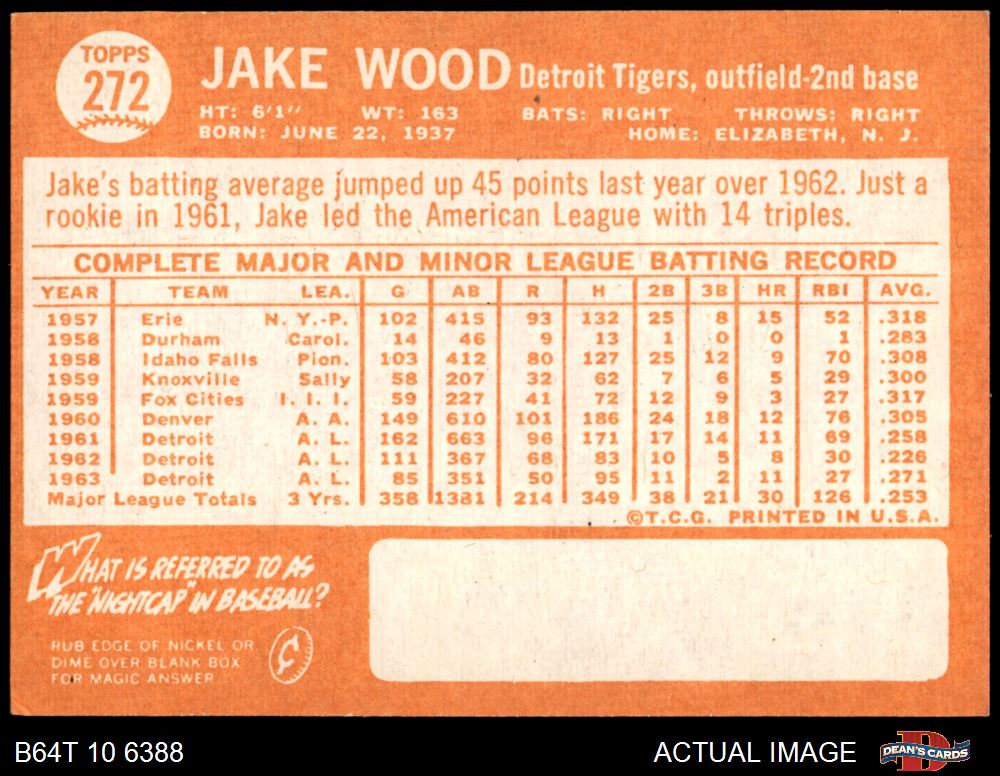 TOPPS
272
JAKE WOOD Detroit Tigers, outfield-2nd base
HT: 6'1" WT: 163 BATS: RIGHT THROWS: RIGHT
BORN: JUNE 22, 1937 HOME: ELIZABETH, N. J.
Jake's batting average jumped up 45 points last year over 1962. Just a
rookie in 1961, Jake led the American League with 14 triples.
COMPLETE MAJOR AND MINOR LEAGUE BATTING RECORD
YEAR TEAM LEA. G AB R H 2B 3B HR RBI AVG.
1957 Erie N. Y.-P. 102 415 93 132 25 8 15 52 .318
1958 Durham Carol. 14 46 9 13 1 0 0 1 .283
1958 Idaho Falls Pion. 103 412 80 127 25 12 9 70 .308
1959 Knoxville Sally 58 207 32 62 7 6 5 29 .300
1959 Fox Cities I. I. I. 59 227 41 72 12 9 3 27 .317
1960 Denver A. A. 149 610 101 186 24 18 12 76 .305
1961 Detroit A. L. 162 663 96 171 17 14 11 69 .258
1962 Detroit A. L. 111 367 68 83 10 5 8 30 .226
1963 Detroit A. L. 85 351 50 95 11 2 11 27 .271
Major League Totals 3 Yrs. 358 1381 214 349 38 21 30 126 .253
©T.C.G. PRINTED IN U.S.A.
WHAT IS REFERRED TO AS
THE "NIGHTCAP" IN BASEBALL?
RUB EDGE OF NICKEL OR
DIME OVER BLANK BOX
FOR MAGIC ANSWER
¢
B64T 10 6388 ACTUAL IMAGE DEAN'S CARDS